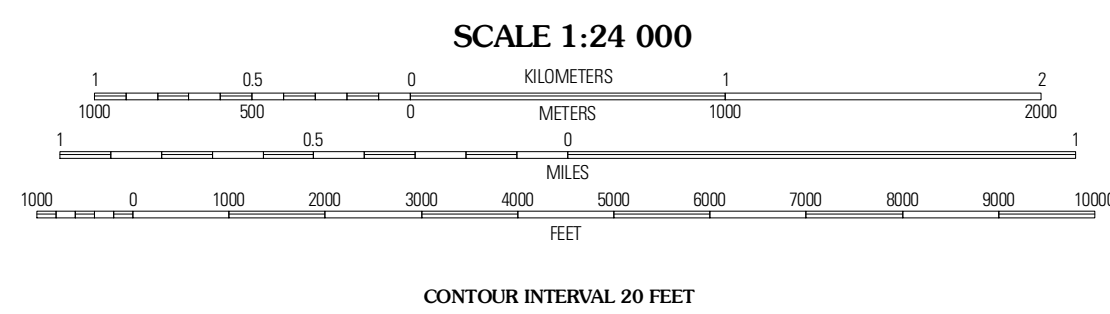 SCALE 1:24 000
1 0.5 0 KILOMETERS 1 2
1000 500 0 METERS 1000 2000
1 0.5 0 1
MILES
1000 0 1000 2000 3000 4000 5000 6000 7000 8000 9000 10000
FEET
CONTOUR INTERVAL 20 FEET